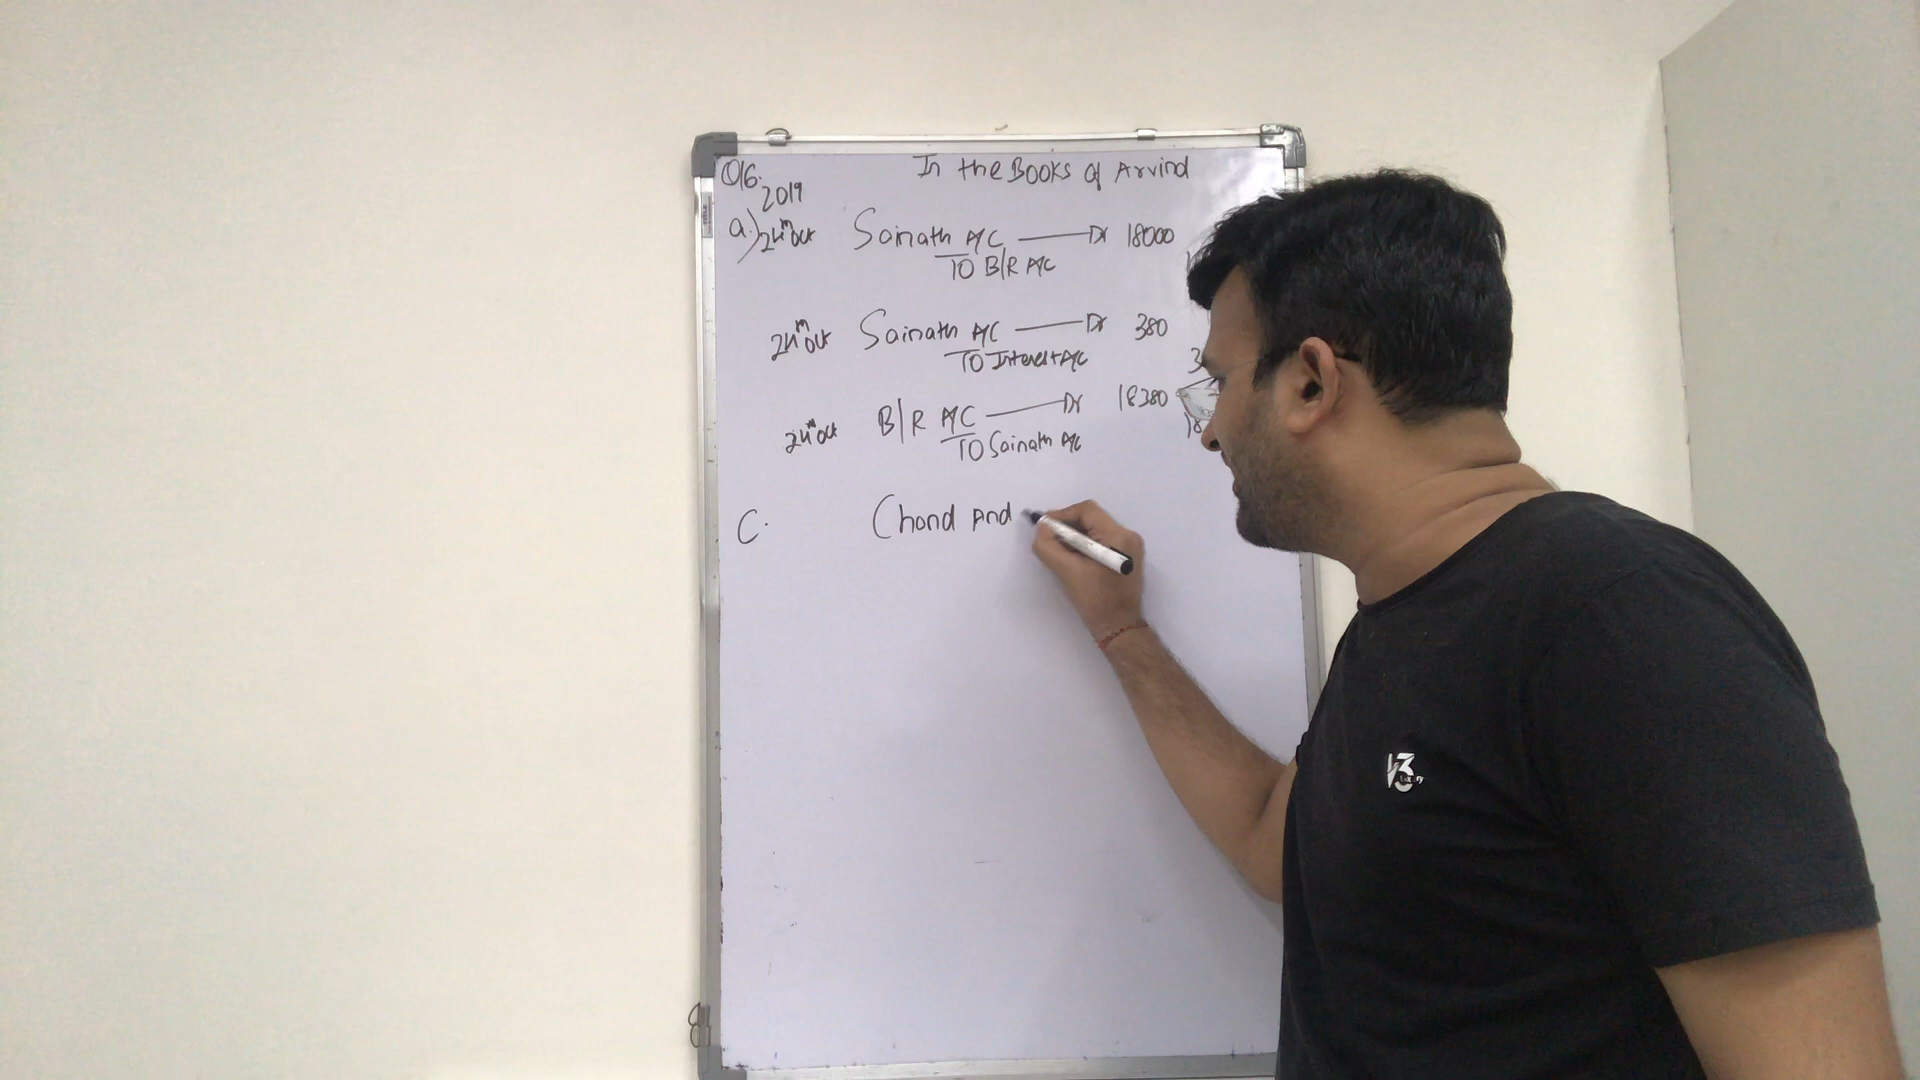 Q16. In the Books of Arvind
2019
a.) 24th Oct Sainath A/C Dr 18000
To B/R A/C
24th Oct Sainath A/C Dr 380
To Interest A/C
24th Oct B/R A/C Dr 18380
To Sainath A/C
C. Chand And
V3